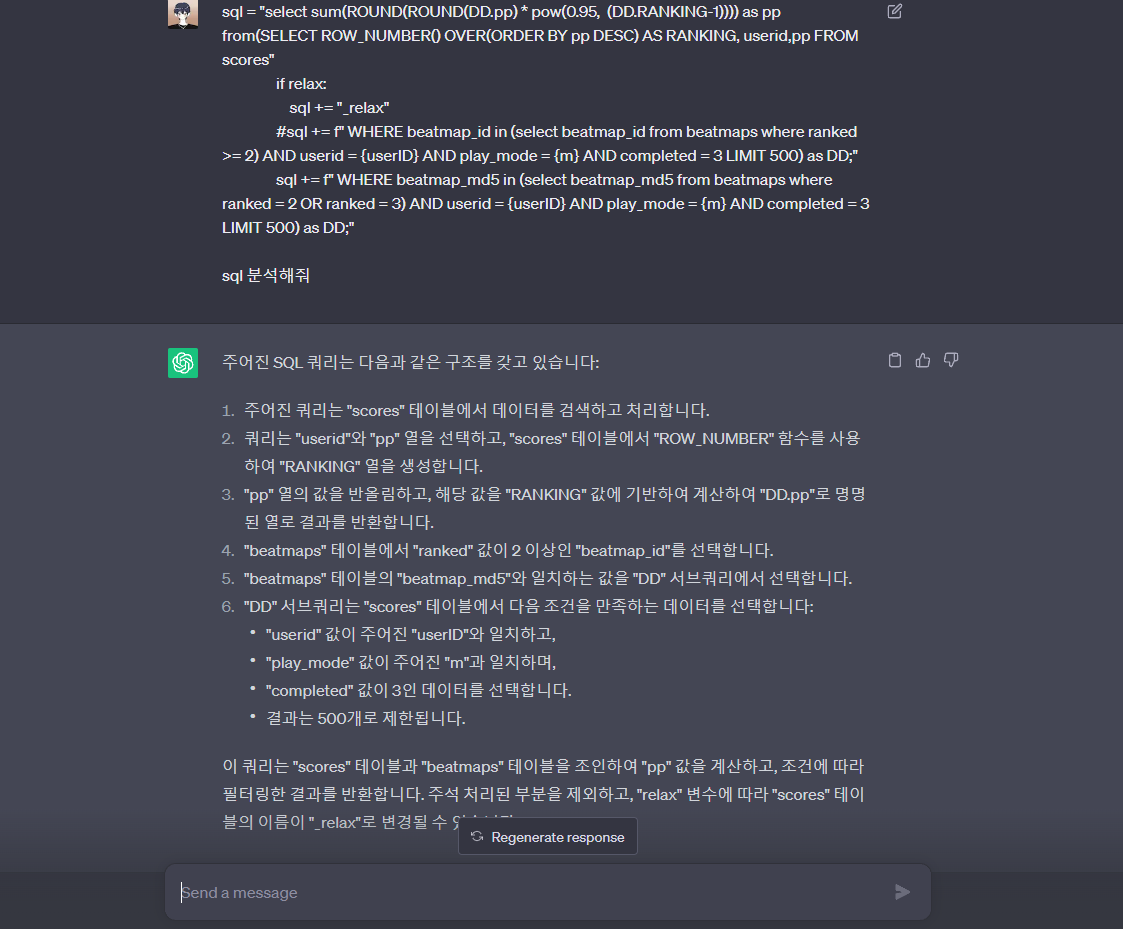 sql = "select sum(ROUND(ROUND(DD.pp) * pow(0.95,  (DD.RANKING-1)))) as pp
from(SELECT ROW_NUMBER() OVER(ORDER BY pp DESC) AS RANKING, userid,pp FROM
scores"
if relax:
sql += "_relax"
#sql += f" WHERE beatmap_id in (select beatmap_id from beatmaps where ranked
>= 2) AND userid = {userID} AND play_mode = {m} AND completed = 3 LIMIT 500) as DD;"
sql += f" WHERE beatmap_md5 in (select beatmap_md5 from beatmaps where
ranked = 2 OR ranked = 3) AND userid = {userID} AND play_mode = {m} AND completed = 3
LIMIT 500) as DD;"
sql 분석해줘
주어진 SQL 쿼리는 다음과 같은 구조를 갖고 있습니다:
1. 주어진 쿼리는 "scores" 테이블에서 데이터를 검색하고 처리합니다.
2. 쿼리는 "userid"와 "pp" 열을 선택하고, "scores" 테이블에서 "ROW_NUMBER" 함수를 사용
하여 "RANKING" 열을 생성합니다.
3. "pp" 열의 값을 반올림하고, 해당 값을 "RANKING" 값에 기반하여 계산하여 "DD.pp"로 명명
된 열로 결과를 반환합니다.
4. "beatmaps" 테이블에서 "ranked" 값이 2 이상인 "beatmap_id"를 선택합니다.
5. "beatmaps" 테이블의 "beatmap_md5"와 일치하는 값을 "DD" 서브쿼리에서 선택합니다.
6. "DD" 서브쿼리는 "scores" 테이블에서 다음 조건을 만족하는 데이터를 선택합니다:
• "userid" 값이 주어진 "userID"와 일치하고,
• "play_mode" 값이 주어진 "m"과 일치하며,
• "completed" 값이 3인 데이터를 선택합니다.
• 결과는 500개로 제한됩니다.
이 쿼리는 "scores" 테이블과 "beatmaps" 테이블을 조인하여 "pp" 값을 계산하고, 조건에 따라
필터링한 결과를 반환합니다. 주석 처리된 부분을 제외하고, "relax" 변수에 따라 "scores" 테이
블의 이름이 "_relax"로 변경될 수
Regenerate response
Send a message